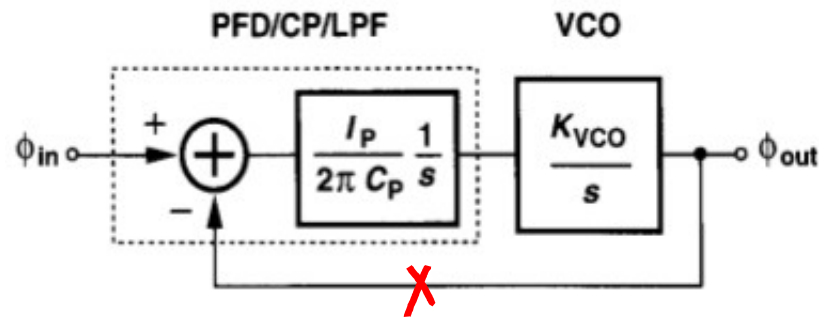 PFD/CP/LPF VCO
ϕin + − IP / 2π CP 1 / s KVCO / s ϕout
X